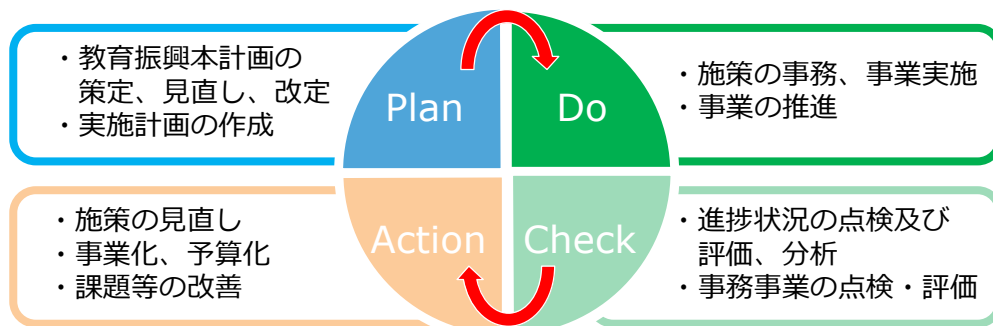 ・教育振興本計画の
策定、見直し、改定
・実施計画の作成
Plan
Do
・施策の事務、事業実施
・事業の推進
・施策の見直し
・事業化、予算化
・課題等の改善
Action
Check
・進捗状況の点検及び
評価、分析
・事務事業の点検・評価